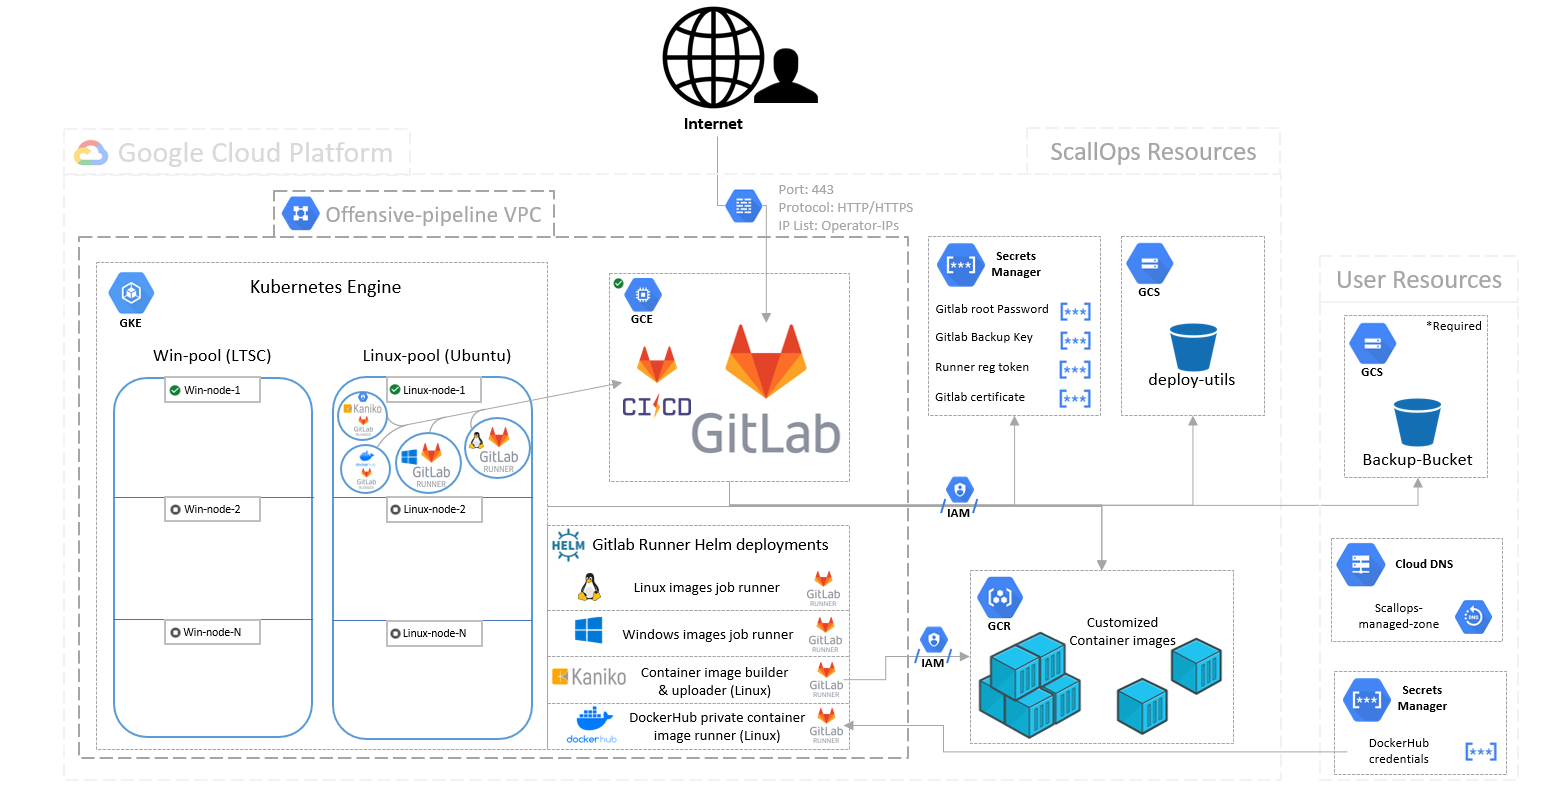 Internet
Google Cloud Platform
ScallOps Resources
Port: 443
Protocol: HTTP/HTTPS
IP List: Operator-IPs
Offensive-pipeline VPC
GKE
Kubernetes Engine
Win-pool (LTSC)
Linux-pool (Ubuntu)
Win-node-1
Win-node-2
Win-node-N
Linux-node-1
Kaniko
GitLab
RUNNER
dockerhub
GitLab
RUNNER
GitLab
RUNNER
GitLab
RUNNER
Linux-node-2
Linux-node-N
GCE
CI/CD
GitLab
HELM
Gitlab Runner Helm deployments
Linux images job runner
GitLab
RUNNER
Windows images job runner
GitLab
RUNNER
Kaniko
Container image builder
& uploader (Linux)
GitLab
RUNNER
dockerhub
DockerHub private container
image runner (Linux)
GitLab
RUNNER
[***]
Secrets
Manager
Gitlab root Password
[***]
Gitlab Backup Key
[***]
Runner reg token
[***]
Gitlab certificate
[***]
GCS
deploy-utils
IAM
IAM
GCR
Customized
Container images
User Resources
*Required
GCS
Backup-Bucket
Cloud DNS
Scallops-
managed-zone
DNS
[***]
Secrets
Manager
DockerHub
credentials
[***]